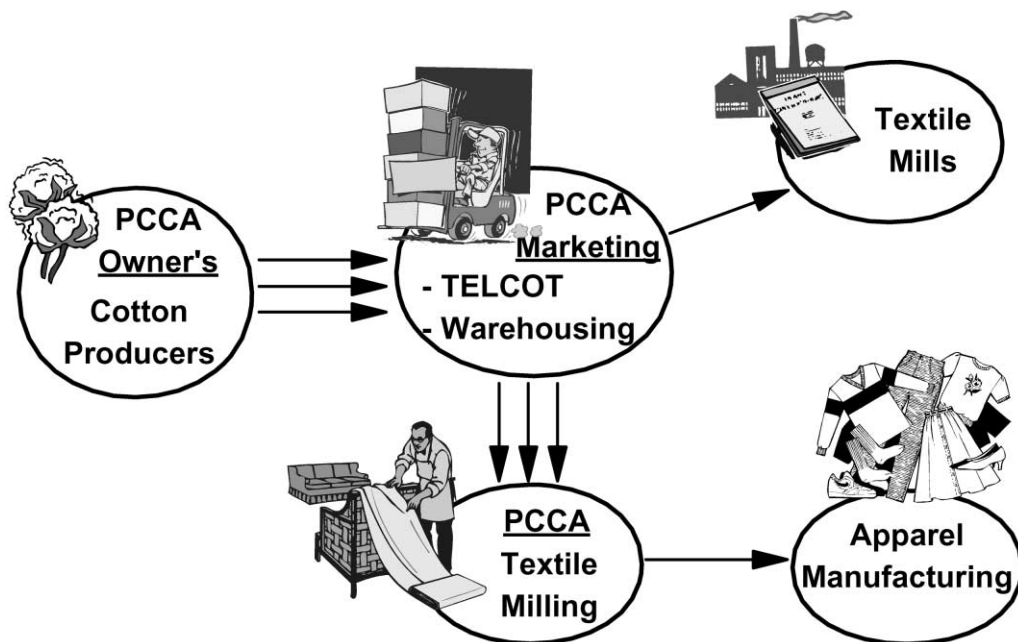 PCCA
Owner's
Cotton
Producers
PCCA
Marketing
- TELCOT
- Warehousing
Textile
Mills
PCCA
Textile
Milling
Apparel
Manufacturing